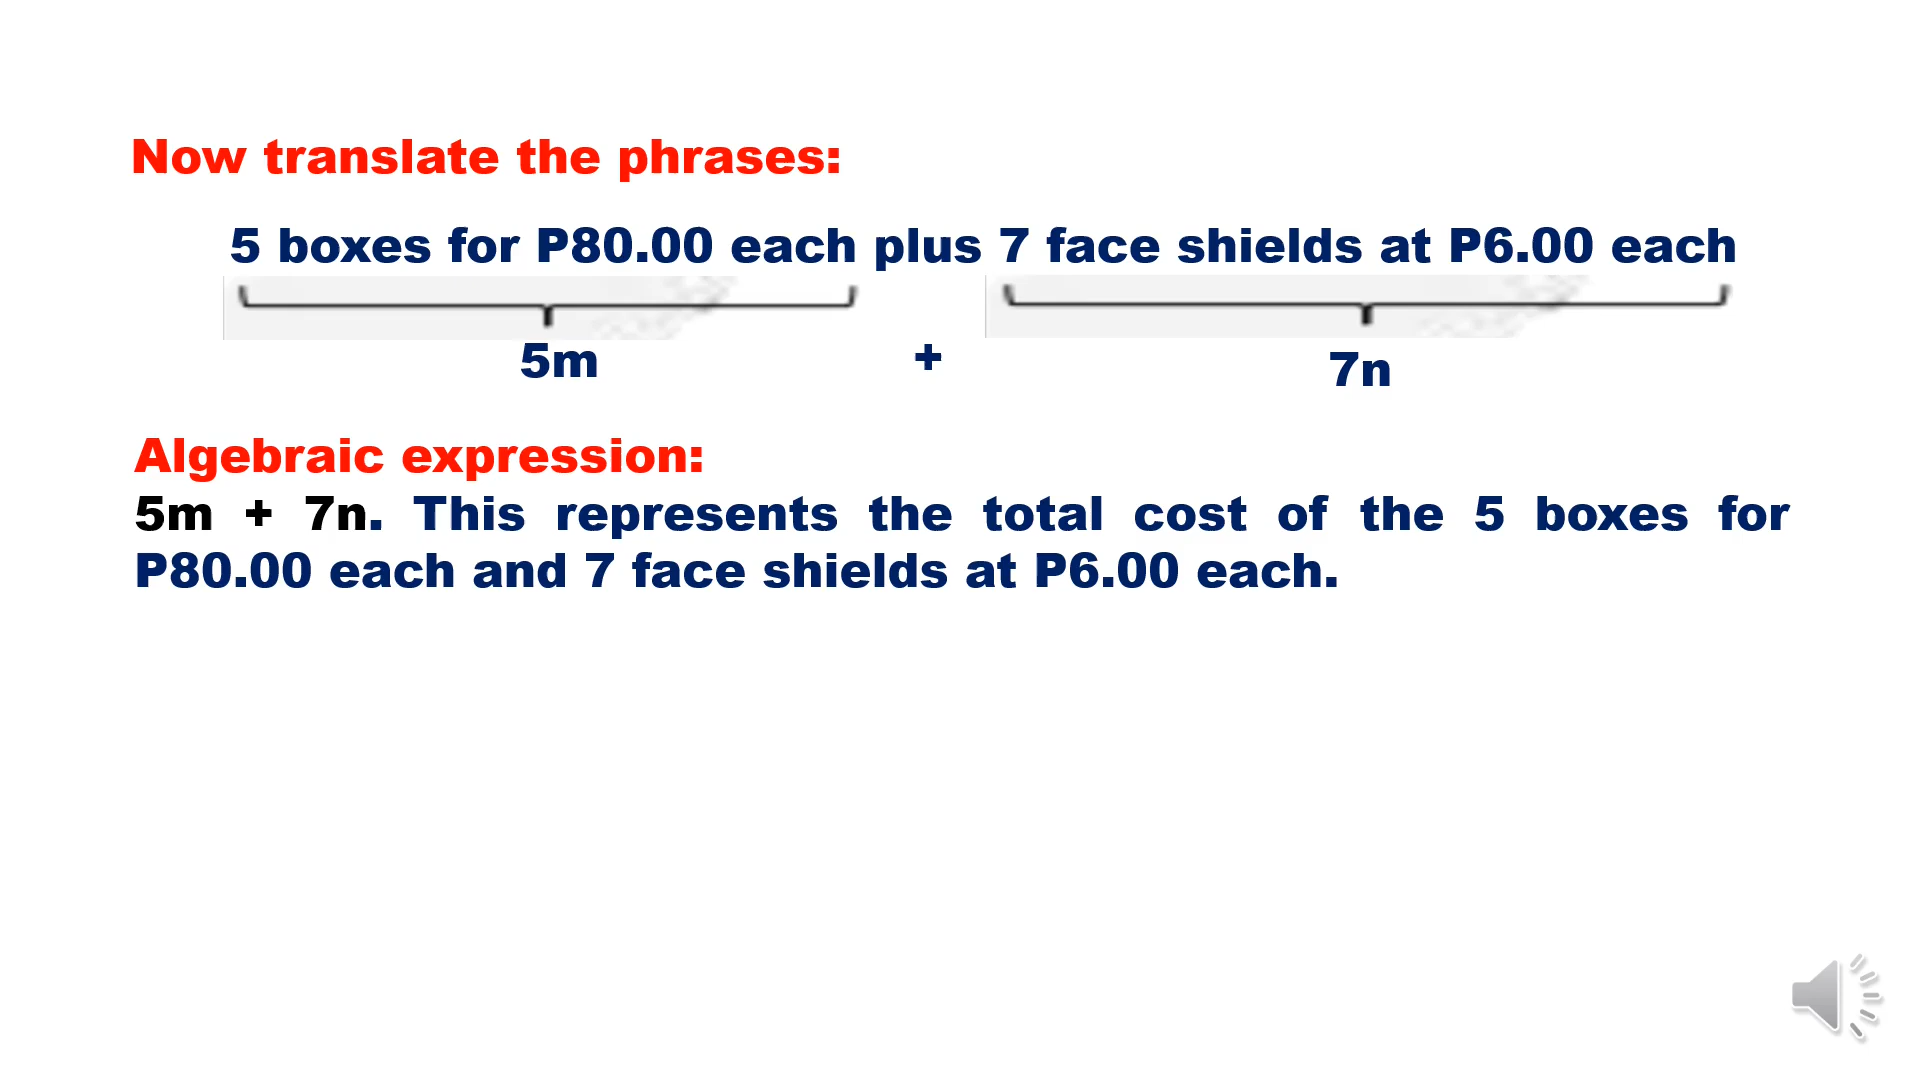 Now translate the phrases:
5 boxes for P80.00 each plus 7 face shields at P6.00 each
5m + 7n
Algebraic expression:
5m + 7n. This represents the total cost of the 5 boxes for
P80.00 each and 7 face shields at P6.00 each.